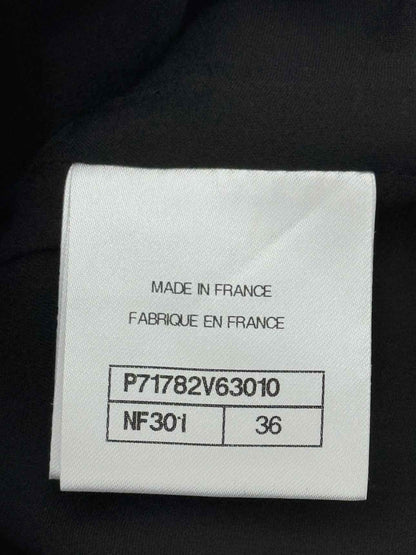 MADE IN FRANCE
FABRIQUE EN FRANCE
P71782V63010
NF301 36